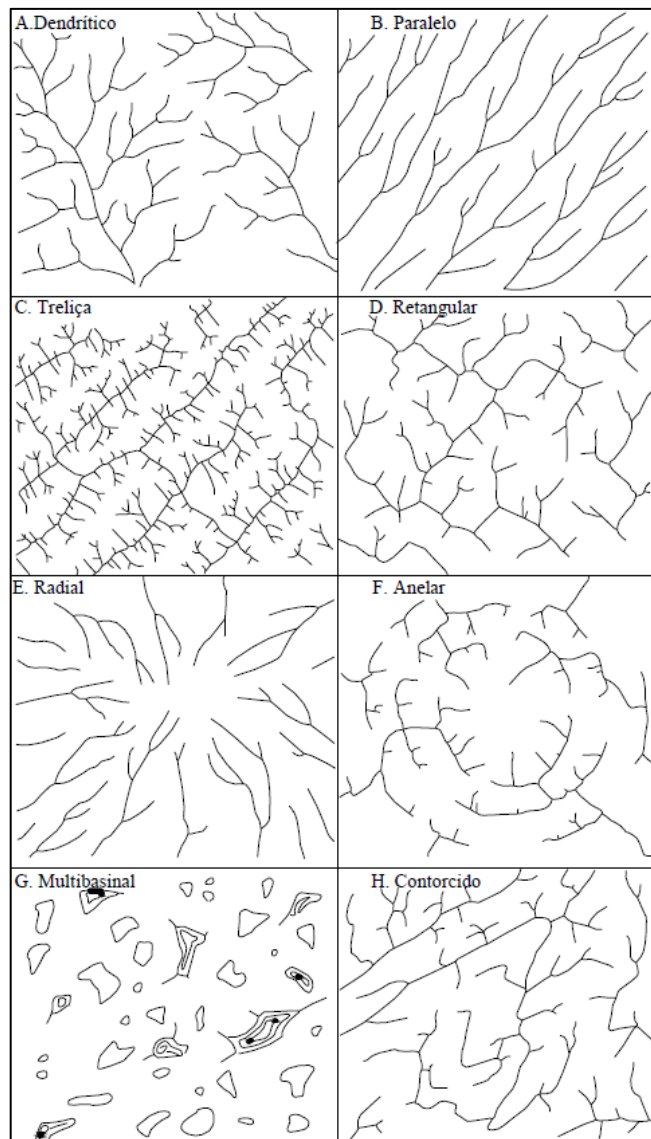 A.Dendrítico
B. Paralelo
C. Treliça
D. Retangular
E. Radial
F. Anelar
G. Multibasinal
H. Contorcido